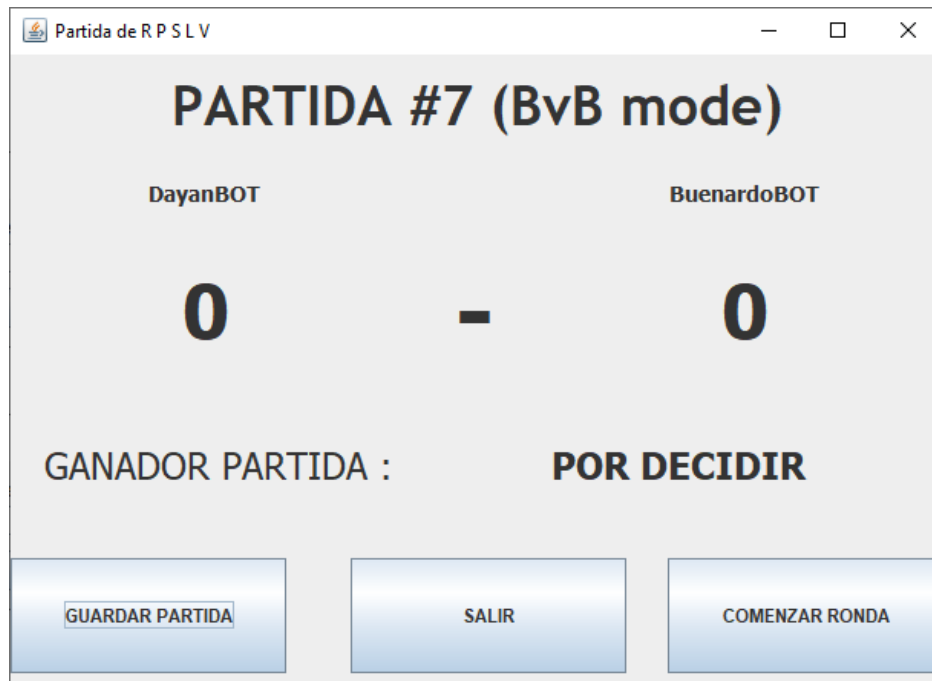 Partida de R P S L V
PARTIDA #7 (BvB mode)
DayanBOT BuenardoBOT
0 - 0
GANADOR PARTIDA : POR DECIDIR
GUARDAR PARTIDA SALIR COMENZAR RONDA